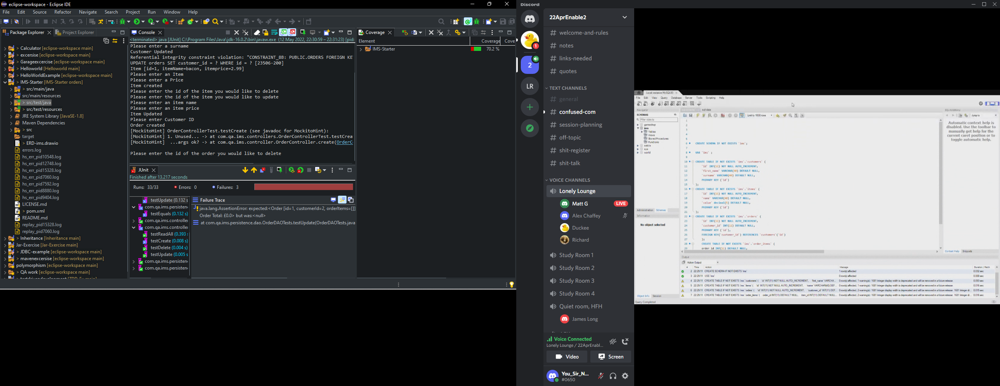 eclipse-workspace - Eclipse IDE
File Edit Source Refactor Navigate Search Project Run Window Help
Package Explorer
Project Explorer
> Calculator [eclipse-workspace main]
> excersise [eclipse-workspace main]
> Garageexcercise [eclipse-workspace main]
> Helloworld [Helloworld main]
> HelloWorldExample [eclipse-workspace main]
> IMS-Starter [IMS-Starter orders]
> src/main/java
src/main/resources
> src/test/java
> src/test/resources
JRE System Library [JavaSE-1.8]
Maven Dependencies
> src
target
> ERD-ims.drawio
errors.log
hs_err_pid10548.log
hs_err_pid12748.log
hs_err_pid15328.log
hs_err_pid7060.log
hs_err_pid7592.log
hs_err_pid8880.log
hs_err_pid9404.log
LICENSE.md
> pom.xml
README.md
replay_pid15328.log
replay_pid7060.log
> Inheritance [Inheritance main]
Jar-Exercise [Jar-Exercise main]
> JDBC-example [eclipse-workspace main]
> mavenexcersise [eclipse-workspace main]
polymorphism [eclipse-workspace main]
> QA work [eclipse-workspace main]
Console
<terminated> java [JUnit] C:\Program Files\Java\jdk-16.0.2\bin\javaw.exe (12 May 2022, 22:30:59 – 22:31:23) [pid:
Please enter a surname
Customer Updated
Referential integrity constraint violation: "CONSTRAINT_8B: PUBLIC.ORDERS FOREIGN KE
UPDATE orders SET customer_id = ? WHERE id = ? [23506-200]
Item [id=1, itemName=bacon, itemprice=2.99]
Please enter an Item
Please enter a Price
Item created
Please enter the id of the item you would like to delete
Please enter the id of the item you would like to update
Please enter an item name
Please enter an item price
Item Updated
Please enter Customer ID
Order created
[MockitoHint] OrderControllerTest.testCreate (see javadoc for MockitoHint):
[MockitoHint] 1. Unused... -> at com.qa.ims.controllers.OrderControllerTest.testCrea
[MockitoHint]  ...args ok? -> at com.qa.ims.controller.OrderController.create(OrderC
Please enter the id of the order you would like to delete
JUnit
Finished after 13.217 seconds
Runs: 33/33 Errors: 0 Failures: 3
testUpdate (0.132 s
com.qa.ims.persisten
testEquals (0.132 s)
com.qa.ims.controller
com.qa.ims.controller
testReadAll (0.393 s
testCreate (0.008 s)
testDelete (0.004 s)
testUpdate (0.005 s
com.qa.ims.persisten
com.qa.ims.persisten
Failure Trace
java.lang.AssertionError: expected:<Order [id=1, customerId=2, orderItems=[]]
Order Total: £0.0> but was:<null>
at com.qa.ims.persistence.dao.OrderDAOTests.testUpdate(OrderDAOTests.java
Coverage
Element Coverage Cove
IMS-Starter 70.2 %
Discord
1
2
LR
22AprEnable2
# welcome-and-rules
# notes
# links-needed
# quotes
TEXT CHANNELS
# general
# confused-com
# session-planning
# off-topic
# shit-register
# shit-talk
VOICE CHANNELS
Lonely Lounge
Matt G LIVE
Alex Chaffey
Duckee
Richard
Study Room 1
Study Room 2
Study Room 3
Study Room 4
Quiet room, HFH
James Long
Voice Connected
Lonely Lounge / 22AprEnabl...
Video
Screen
You_Sir_N...
#0650
Local instance MySQL80
File Edit View Query Database Server Tools Scripting Help
Navigator
SCHEMAS
Filter objects
gameshop
ims
Tables
Views
Stored Procedures
Functions
sakila
sys
world
Administration Schemas
Information
No object selected
Object Info Session
Query Completed
Limit to 1000 rows
1
2
3
4
5
6 CREATE SCHEMA IF NOT EXISTS `ims`;
7
8 USE `ims` ;
9
10 CREATE TABLE IF NOT EXISTS `ims`.`customers` (
11 `id` INT(11) NOT NULL AUTO_INCREMENT,
12 `first_name` VARCHAR(40) DEFAULT NULL,
13 `surname` VARCHAR(40) DEFAULT NULL,
14 PRIMARY KEY (`id`)
15 );
16 CREATE TABLE IF NOT EXISTS `ims`.`items` (
17 `id` INT(11) NOT NULL AUTO_INCREMENT,
18 `name` VARCHAR(40) DEFAULT NULL,
19 `value` decimal(5) DEFAULT NULL,
20 PRIMARY KEY (`id`)
21 );
22 CREATE TABLE IF NOT EXISTS `ims`.`orders` (
23 `id` INT(11) NOT NULL AUTO_INCREMENT,
24 `customer_id` INT(11) DEFAULT NULL,
25 PRIMARY KEY (`id`),
26 FOREIGN KEY(`customer_id`) REFERENCES `customers`(`id`)
27 );
28 CREATE TABLE IF NOT EXISTS `ims`.`order_items` (
29 order_id INT(11) DEFAULT NULL,
SQLAdditions
Jump to
Automatic context help is
disabled. Use the toolbar to
manually get help for the
current caret position or to
toggle automatic help.
Context Help Snippets
Output
Action Output
# Time Action Message Duration / Fetch
2 22:29:11 CREATE SCHEMA IF NOT EXISTS `ims` 1 row(s) affected 0.032 sec
3 22:29:11 USE `ims` 0 row(s) affected 0.000 sec
4 22:29:11 CREATE TABLE IF NOT EXISTS `ims`.`customers` ( `id` INT(11) NOT NULL AUTO_INCREMENT, `first_name` VARCHA... 0 row(s) affected, 1 warning(s): 1681 Integer display width is deprecated and will be removed in a future release. 0.093 sec
5 22:29:11 CREATE TABLE IF NOT EXISTS `ims`.`items` ( `id` INT(11) NOT NULL AUTO_INCREMENT, `name` VARCHAR(40) DEF... 0 row(s) affected, 1 warning(s): 1681 Integer display width is deprecated and will be removed in a future release. 0.016 sec
6 22:29:11 CREATE TABLE IF NOT EXISTS `ims`.`orders` ( `id` INT(11) NOT NULL AUTO_INCREMENT, `customer_id` INT(11) DEF... 0 row(s) affected, 2 warning(s): 1681 Integer display width is deprecated and will be removed in a future release. 1681 Integer di... 0.015 sec
7 22:29:11 CREATE TABLE IF NOT EXISTS `ims`.`order_items` ( order_id INT(11) DEFAULT NULL, item_id INT(11) DEFAULT NULL... 0 row(s) affected, 2 warning(s): 1681 Integer display width is deprecated and will be removed in a future release. 1681 Integer di... 0.016 sec